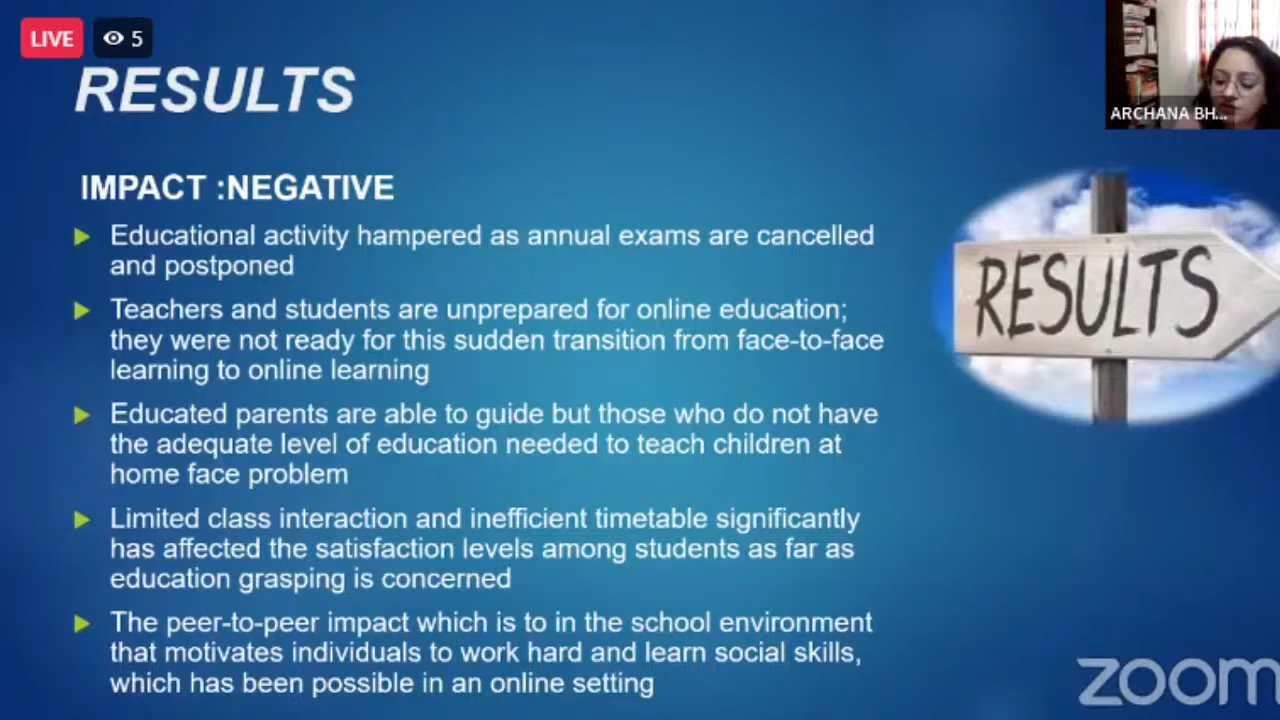 LIVE
5
RESULTS
ARCHANA BH...
IMPACT :NEGATIVE
Educational activity hampered as annual exams are cancelled
and postponed
Teachers and students are unprepared for online education;
they were not ready for this sudden transition from face-to-face
learning to online learning
Educated parents are able to guide but those who do not have
the adequate level of education needed to teach children at
home face problem
Limited class interaction and inefficient timetable significantly
has affected the satisfaction levels among students as far as
education grasping is concerned
The peer-to-peer impact which is to in the school environment
that motivates individuals to work hard and learn social skills,
which has been possible in an online setting
RESULTS
zoom